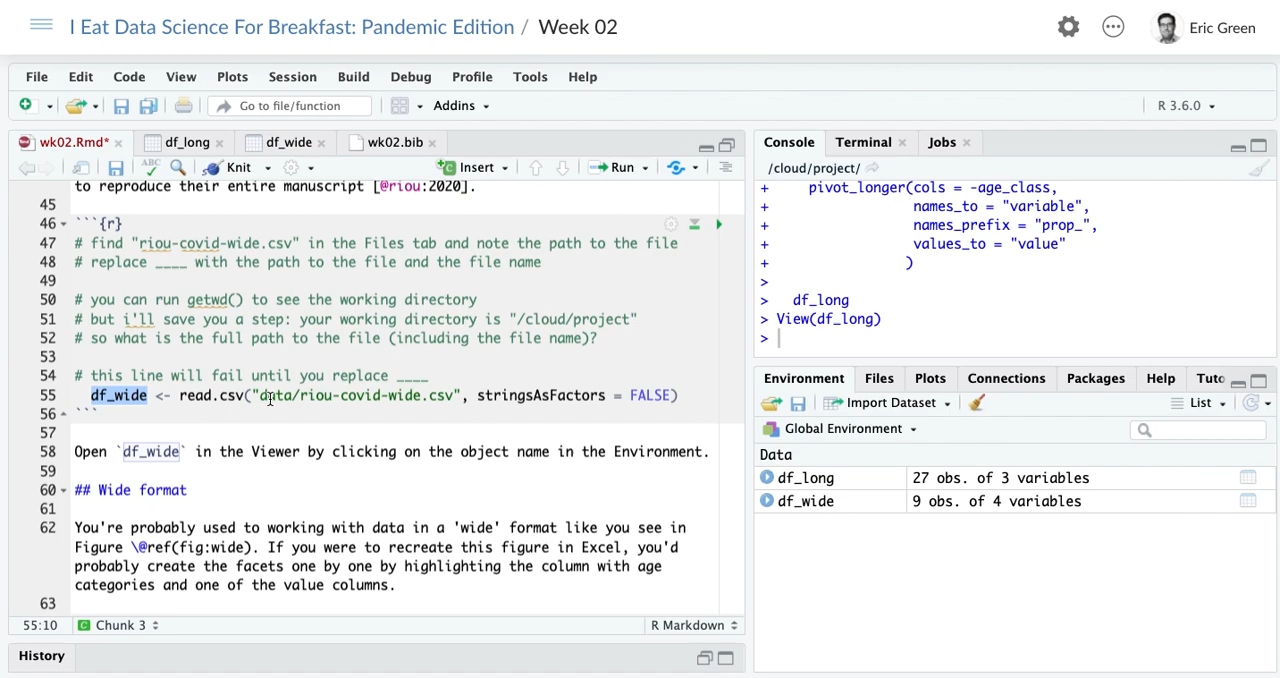 I Eat Data Science For Breakfast: Pandemic Edition / Week 02
Eric Green
File Edit Code View Plots Session Build Debug Profile Tools Help
Go to file/function
Addins
R 3.6.0
wk02.Rmd*
df_long
df_wide
wk02.bib
ABC
Knit
Insert
Run
to reproduce their entire manuscript [@riou:2020].
45
46 ```{r}
47 # find "riou-covid-wide.csv" in the Files tab and note the path to the file
48 # replace ____ with the path to the file and the file name
49
50 # you can run getwd() to see the working directory
51 # but i'll save you a step: your working directory is "/cloud/project"
52 # so what is the full path to the file (including the file name)?
53
54 # this line will fail until you replace ____
55 df_wide <- read.csv("data/riou-covid-wide.csv", stringsAsFactors = FALSE)
56 ```
57
58 Open `df_wide` in the Viewer by clicking on the object name in the Environment.
59
60 ## Wide format
61
62 You're probably used to working with data in a 'wide' format like you see in
Figure \@ref(fig:wide). If you were to recreate this figure in Excel, you'd
probably create the facets one by one by highlighting the column with age
categories and one of the value columns.
63
55:10
C Chunk 3
R Markdown
History
Console Terminal Jobs
/cloud/project/
+ pivot_longer(cols = -age_class,
+ names_to = "variable",
+ names_prefix = "prop_",
+ values_to = "value"
+ )
>
> df_long
> View(df_long)
>
Environment Files Plots Connections Packages Help Tuto
Import Dataset
List
Global Environment
Data
df_long 27 obs. of 3 variables
df_wide 9 obs. of 4 variables